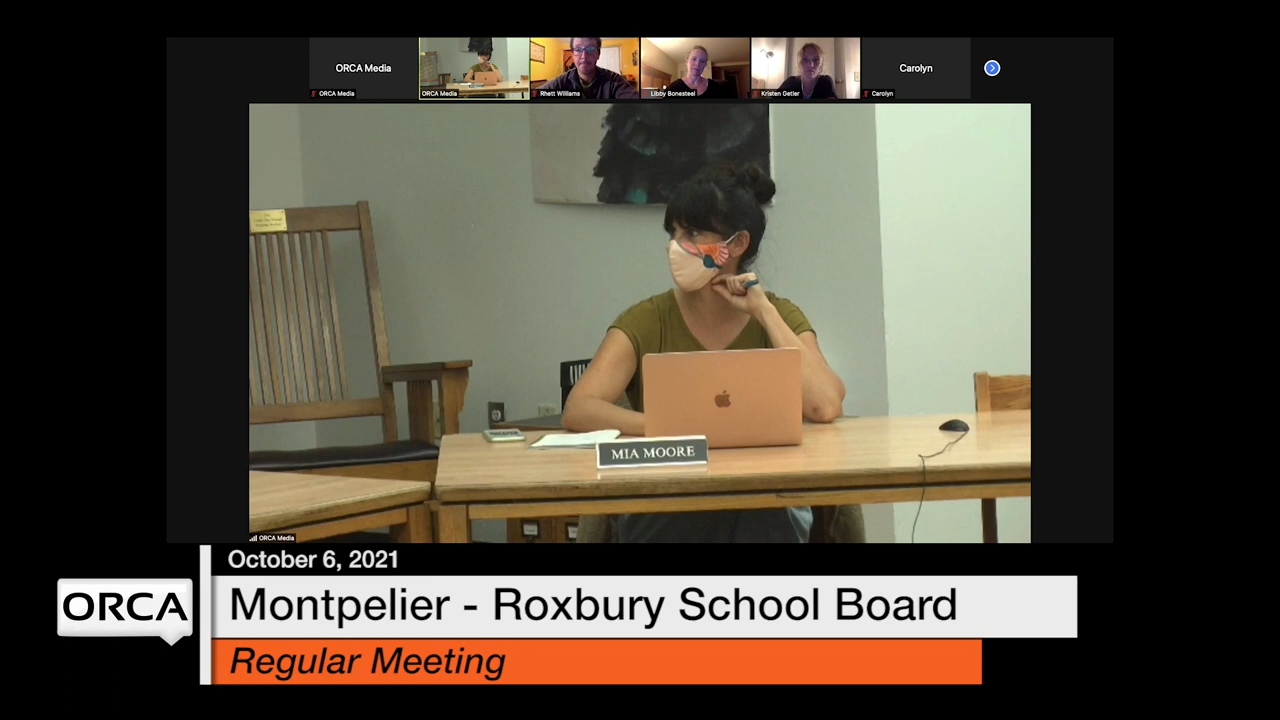 ORCA Media
Carolyn
ORCA Media
ORCA Media
Rhett Williams
Libby Bonesteel
Kristen Getler
Carolyn
MIA MOORE
ORCA Media
October 6, 2021
ORCA
Montpelier - Roxbury School Board
Regular Meeting